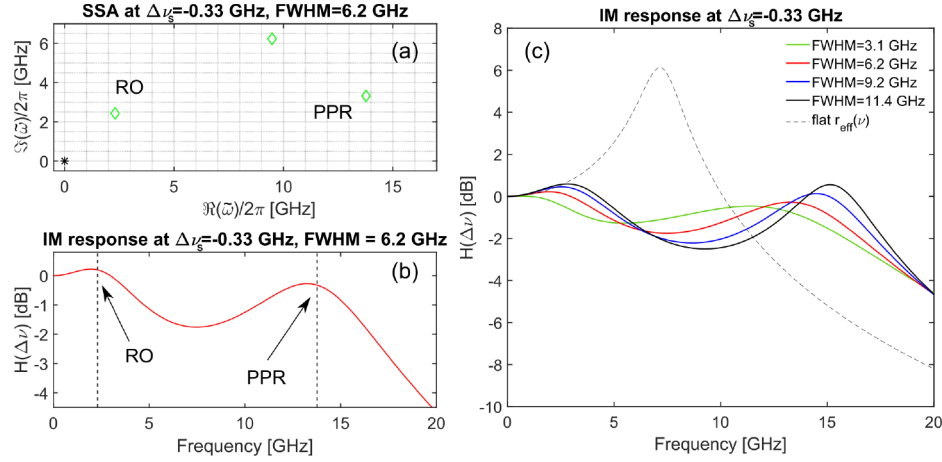 SSA at Δνs=-0.33 GHz, FWHM=6.2 GHz
(a)
6
4
2
0
ℑ(ω̃)/2π [GHz]
RO
PPR
0
5
10
15
ℜ(ω̃)/2π [GHz]
IM response at Δνs=-0.33 GHz, FWHM = 6.2 GHz
(b)
0
-1
-2
-3
-4
H(Δν) [dB]
RO
PPR
0
5
10
15
20
Frequency [GHz]
IM response at Δνs=-0.33 GHz
(c)
8
6
4
2
0
-2
-4
-6
-8
-10
H(Δν) [dB]
FWHM=3.1 GHz
FWHM=6.2 GHz
FWHM=9.2 GHz
FWHM=11.4 GHz
flat reff(ν)
0
5
10
15
20
Frequency [GHz]